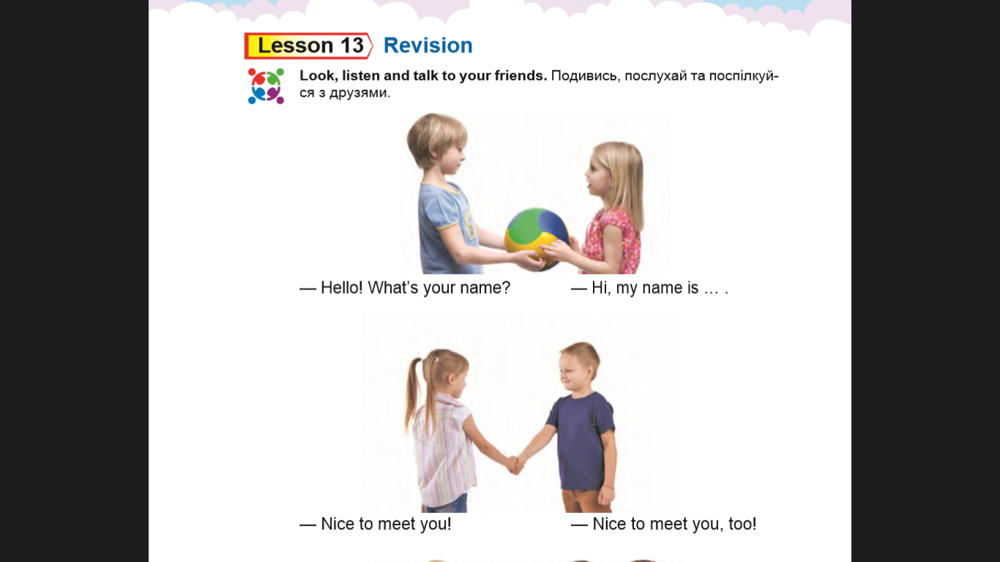 Lesson 13 Revision
Look, listen and talk to your friends. Подивись, послухай та поспілкуй-
ся з друзями.
— Hello! What’s your name? — Hi, my name is … .
— Nice to meet you! — Nice to meet you, too!